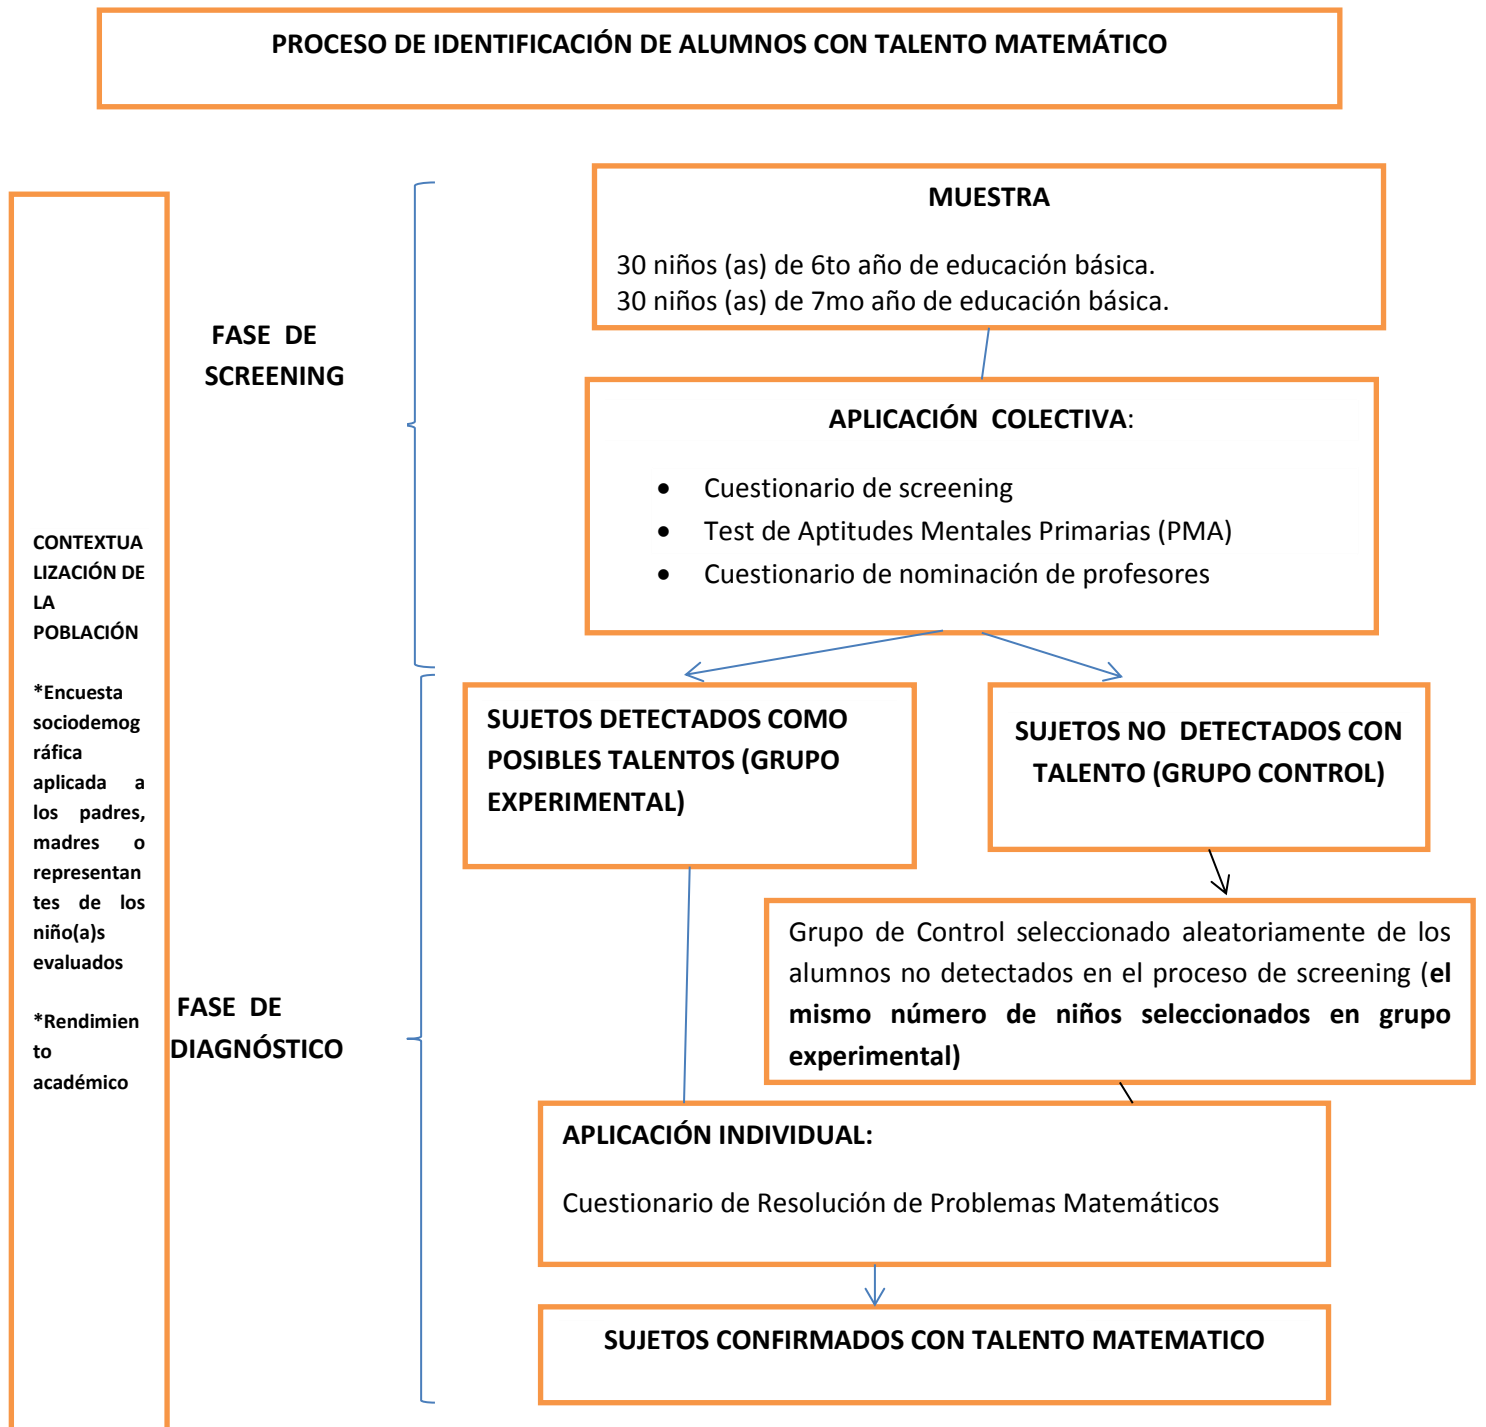 PROCESO DE IDENTIFICACIÓN DE ALUMNOS CON TALENTO MATEMÁTICO
CONTEXTUA
LIZACIÓN DE
LA
POBLACIÓN
*Encuesta
sociodemog
ráfica
aplicada a
los padres,
madres o
representan
tes de los
niño(a)s
evaluados
*Rendimien
to
académico
FASE DE
SCREENING
MUESTRA
30 niños (as) de 6to año de educación básica.
30 niños (as) de 7mo año de educación básica.
APLICACIÓN COLECTIVA:
• Cuestionario de screening
• Test de Aptitudes Mentales Primarias (PMA)
• Cuestionario de nominación de profesores
FASE DE
DIAGNÓSTICO
SUJETOS DETECTADOS COMO
POSIBLES TALENTOS (GRUPO
EXPERIMENTAL)
SUJETOS NO DETECTADOS CON
TALENTO (GRUPO CONTROL)
Grupo de Control seleccionado aleatoriamente de los
alumnos no detectados en el proceso de screening (el
mismo número de niños seleccionados en grupo
experimental)
APLICACIÓN INDIVIDUAL:
Cuestionario de Resolución de Problemas Matemáticos
SUJETOS CONFIRMADOS CON TALENTO MATEMATICO